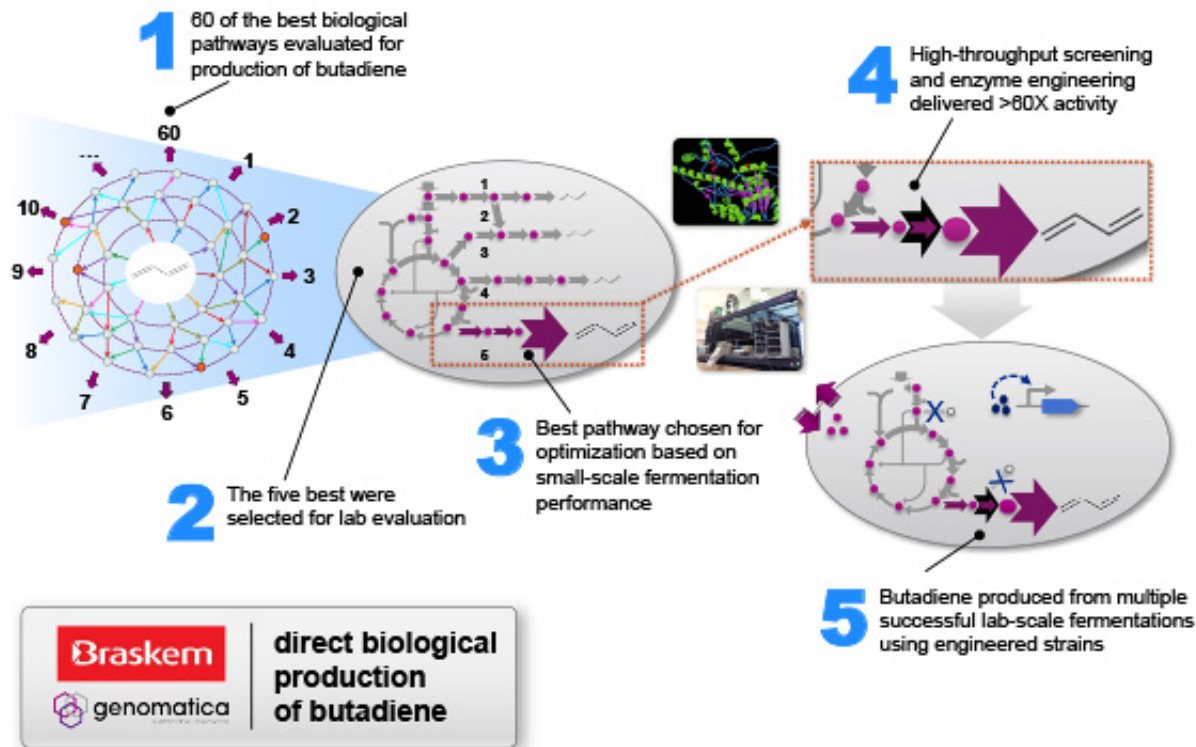 1
60 of the best biological
pathways evaluated for
production of butadiene
60
1
2
3
4
5
6
7
8
9
10
---
1
2
3
4
5
2
The five best were
selected for lab evaluation
3
Best pathway chosen for
optimization based on
small-scale fermentation
performance
4
High-throughput screening
and enzyme engineering
delivered >60X activity
5
Butadiene produced from multiple
successful lab-scale fermentations
using engineered strains
Braskem
genomatica
direct biological
production
of butadiene